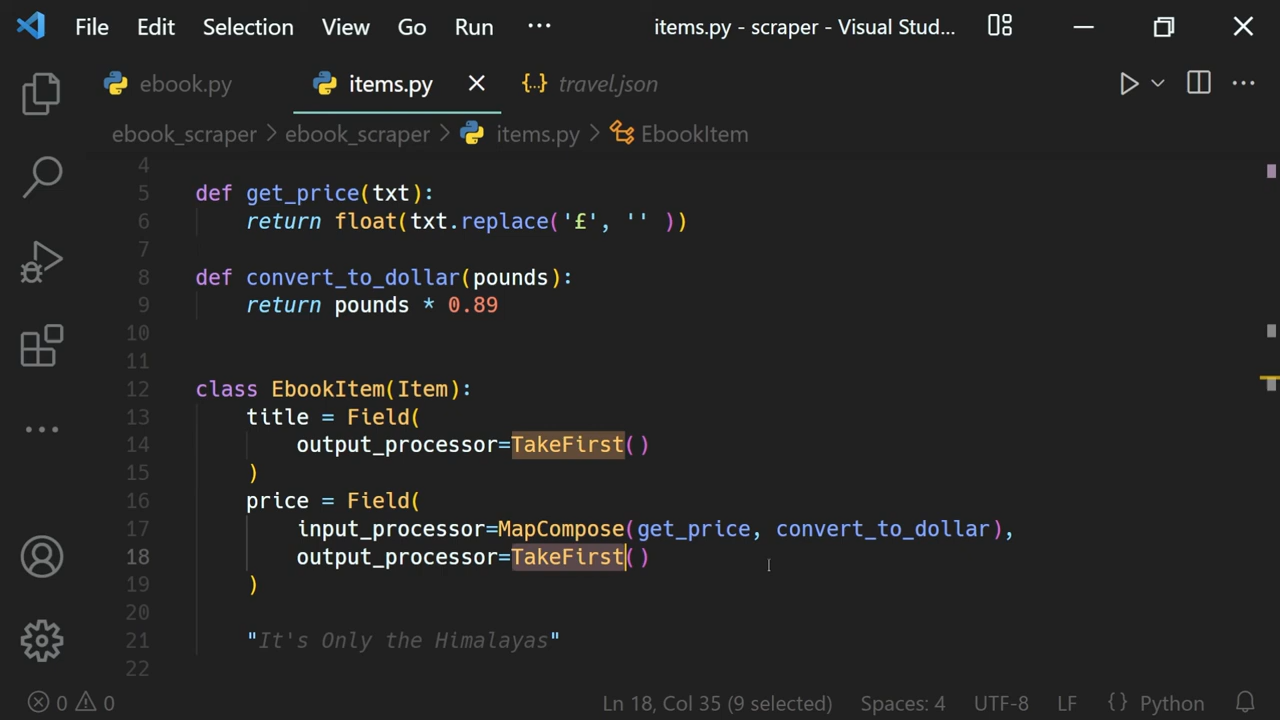 File Edit Selection View Go Run ··· items.py - scraper - Visual Stud...
ebook.py items.py {..} travel.json
ebook_scraper > ebook_scraper > items.py > EbookItem
4
5 def get_price(txt):
6 return float(txt.replace('£', '' ))
7
8 def convert_to_dollar(pounds):
9 return pounds * 0.89
10
11
12 class EbookItem(Item):
13 title = Field(
14 output_processor=TakeFirst()
15 )
16 price = Field(
17 input_processor=MapCompose(get_price, convert_to_dollar),
18 output_processor=TakeFirst()
19 )
20
21 "It's Only the Himalayas"
22
0 0 Ln 18, Col 35 (9 selected) Spaces: 4 UTF-8 LF {} Python